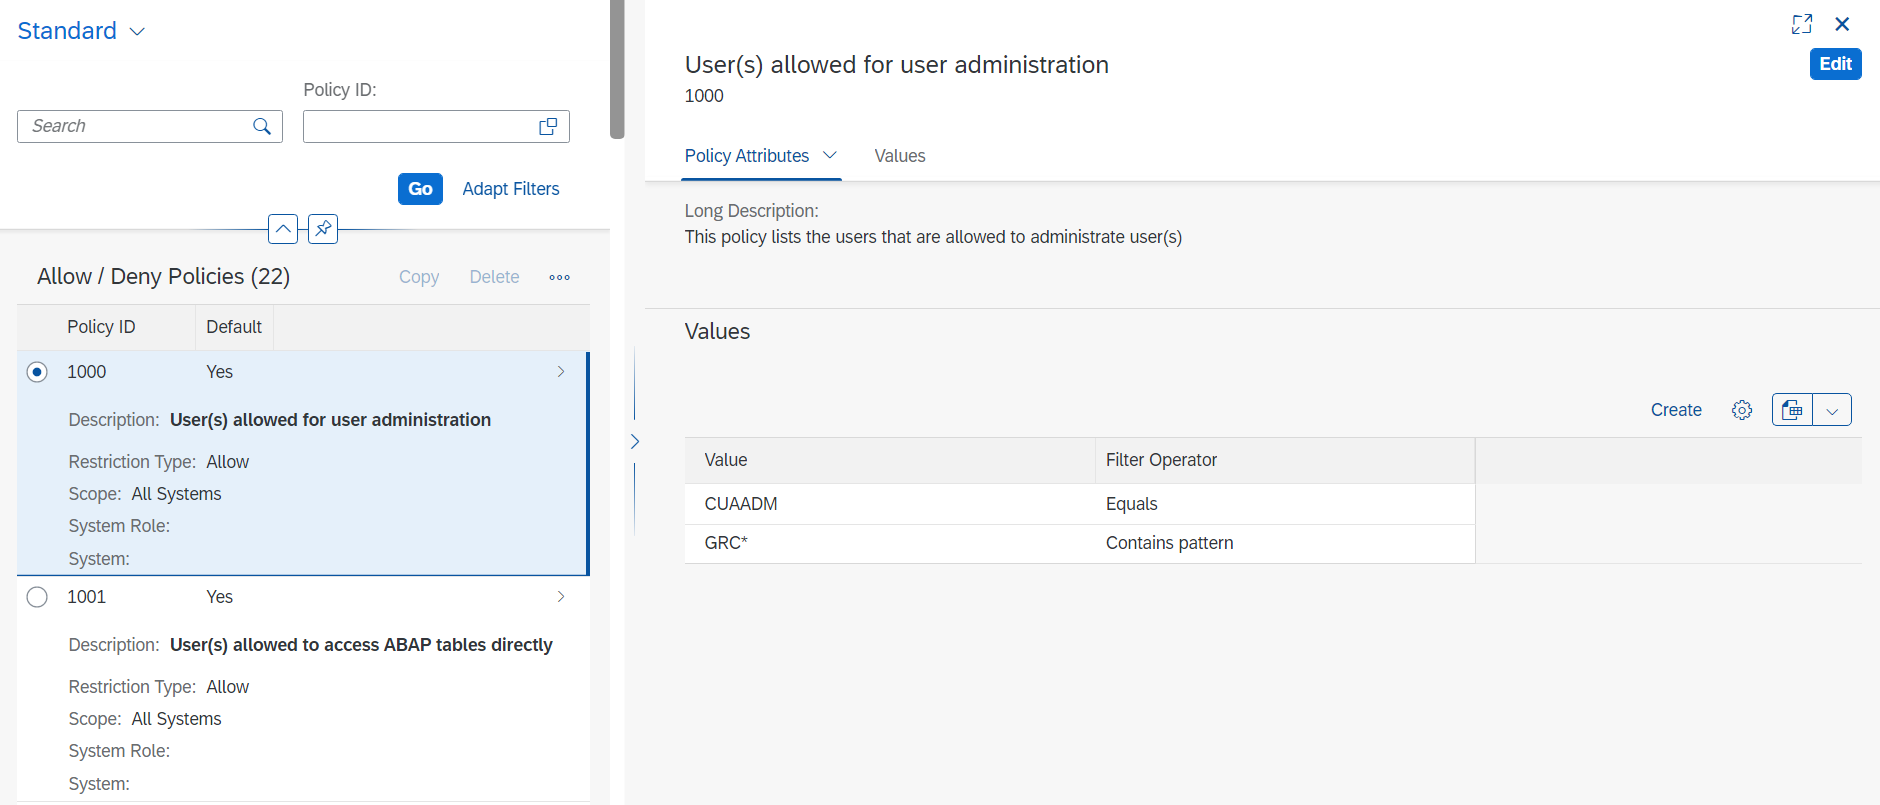 Standard
Policy ID:
Search
Go Adapt Filters
Allow / Deny Policies (22) Copy Delete
Policy ID Default
1000 Yes
Description: User(s) allowed for user administration
Restriction Type: Allow
Scope: All Systems
System Role:
System:
1001 Yes
Description: User(s) allowed to access ABAP tables directly
Restriction Type: Allow
Scope: All Systems
System Role:
System:
User(s) allowed for user administration
Edit
1000
Policy Attributes Values
Long Description:
This policy lists the users that are allowed to administrate user(s)
Values
Create
Value Filter Operator
CUAADM Equals
GRC* Contains pattern